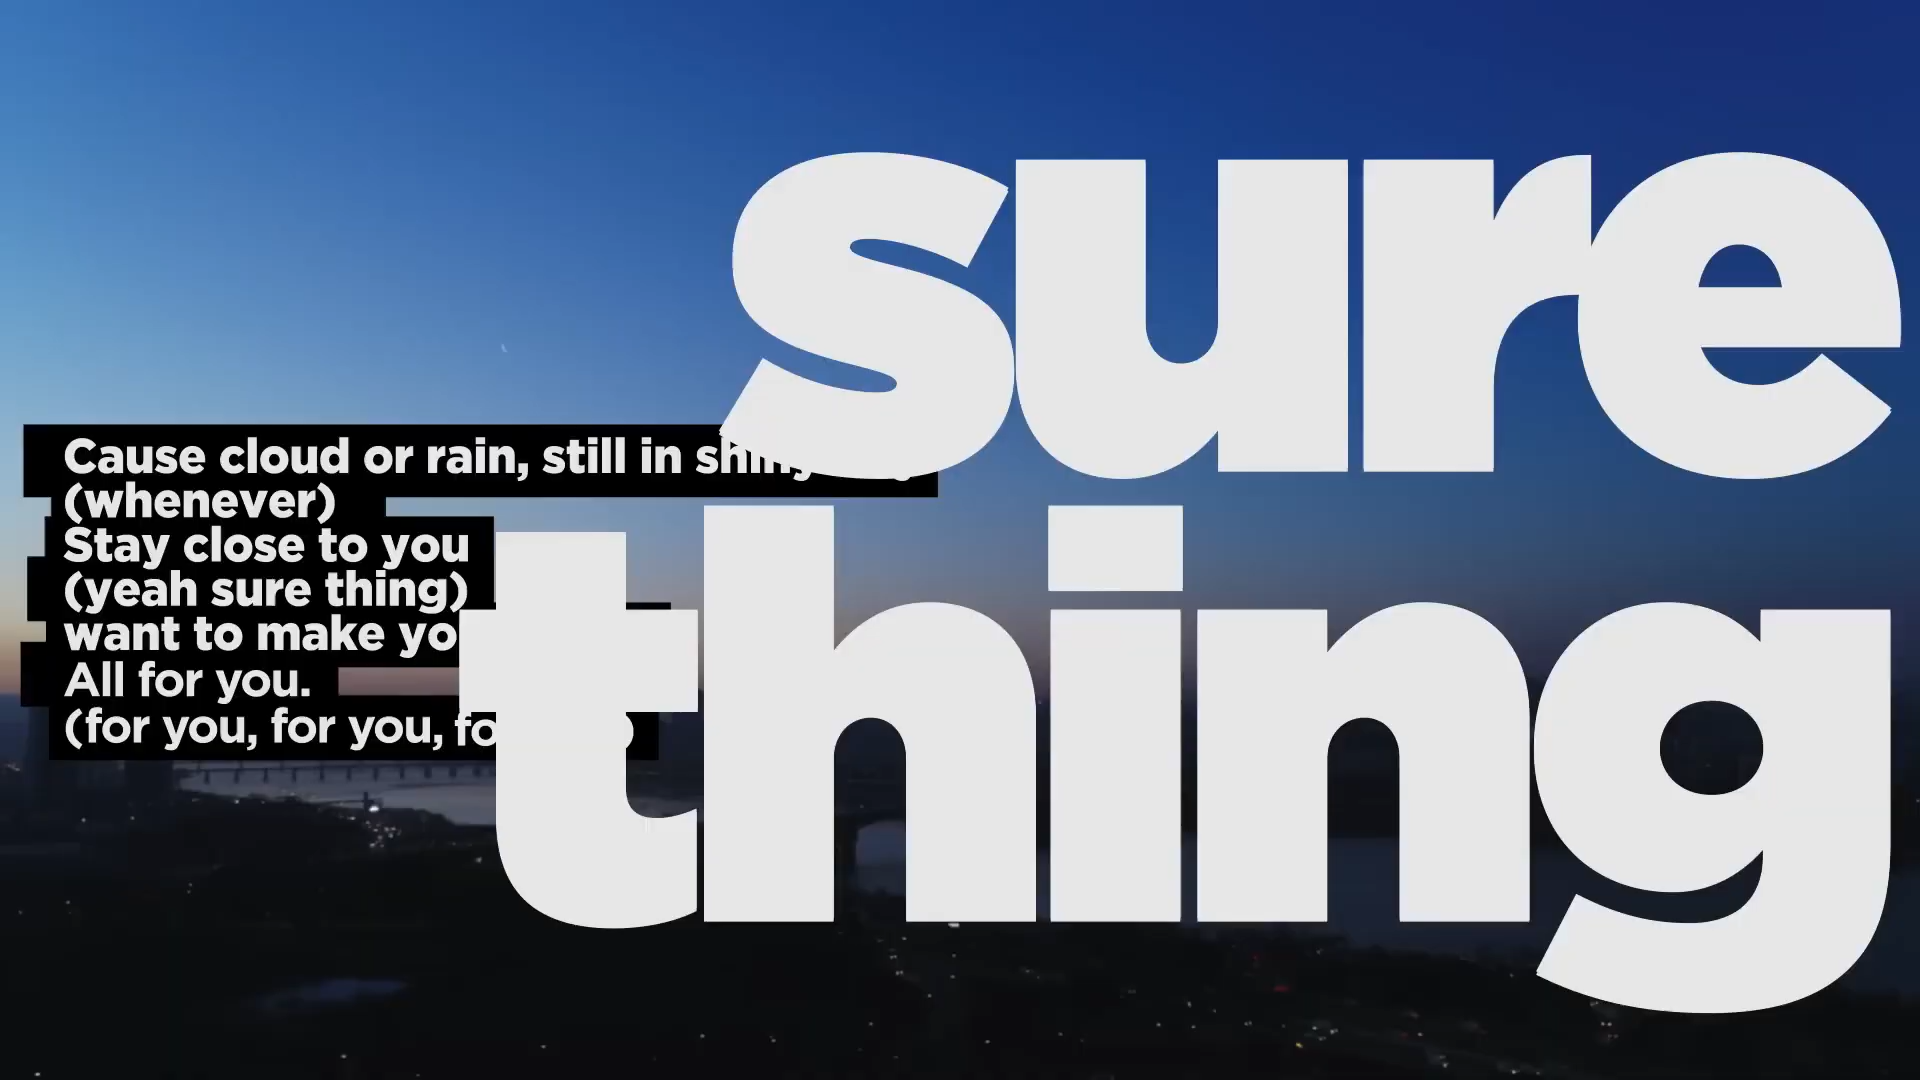 Cause cloud or rain, still in
(whenever)
Stay close to you
(yeah sure thing)
want to make
All for you.
(for you, for you,
sure
thing